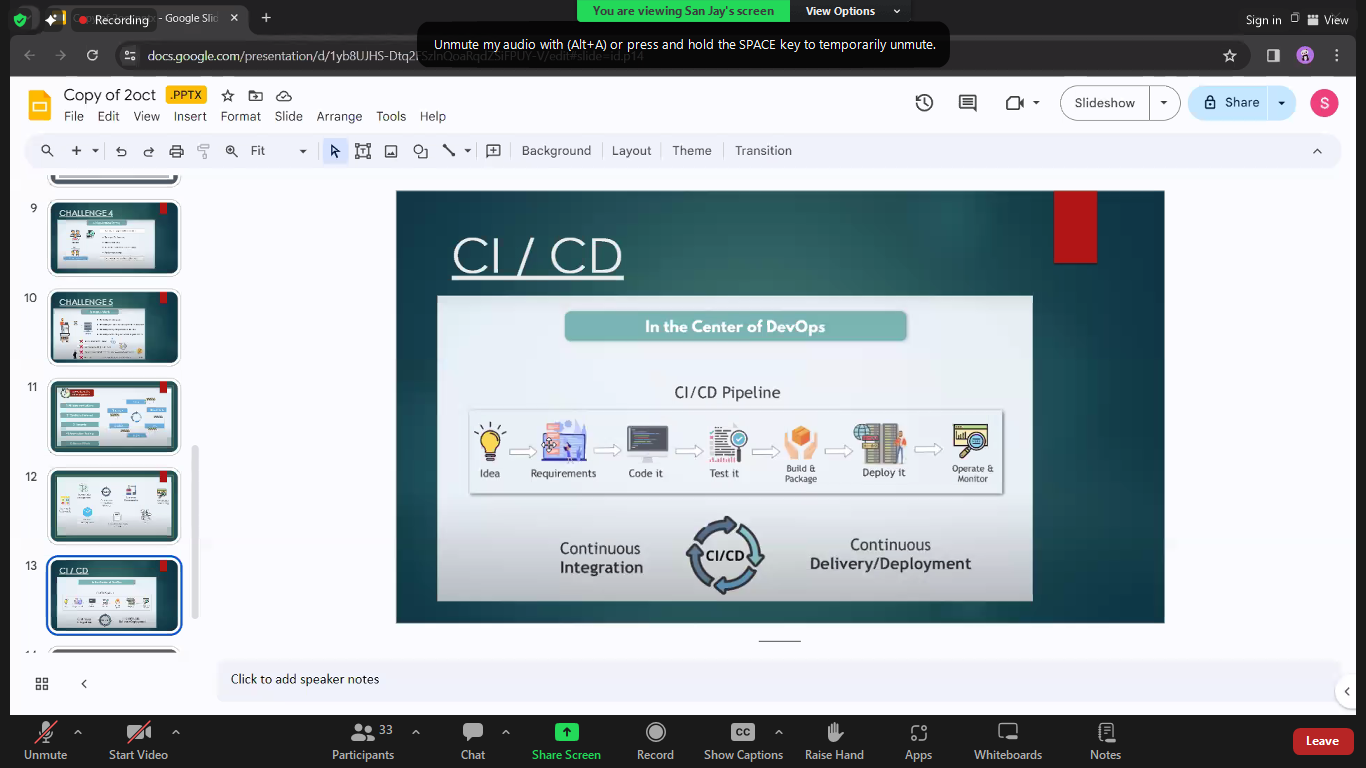 Recording
- Google Slid
You are viewing San Jay's screen
View Options
Sign in
View
Unmute my audio with (Alt+A) or press and hold the SPACE key to temporarily unmute.
docs.google.com/presentation/d/1yb8UJHS-Dtq2
Copy of 2oct .PPTX
File Edit View Insert Format Slide Arrange Tools Help
Slideshow
Share
S
Fit
Background
Layout
Theme
Transition
9
CHALLENGE 4
10
CHALLENGE 5
11
12
13
CI / CD
CI / CD
In the Center of DevOps
CI/CD Pipeline
Idea
Requirements
Code it
Test it
Build &
Package
Deploy it
Operate &
Monitor
Continuous
Integration
CI/CD
Continuous
Delivery/Deployment
Click to add speaker notes
Unmute
Start Video
33
Participants
Chat
Share Screen
Record
CC
Show Captions
Raise Hand
Apps
Whiteboards
Notes
Leave